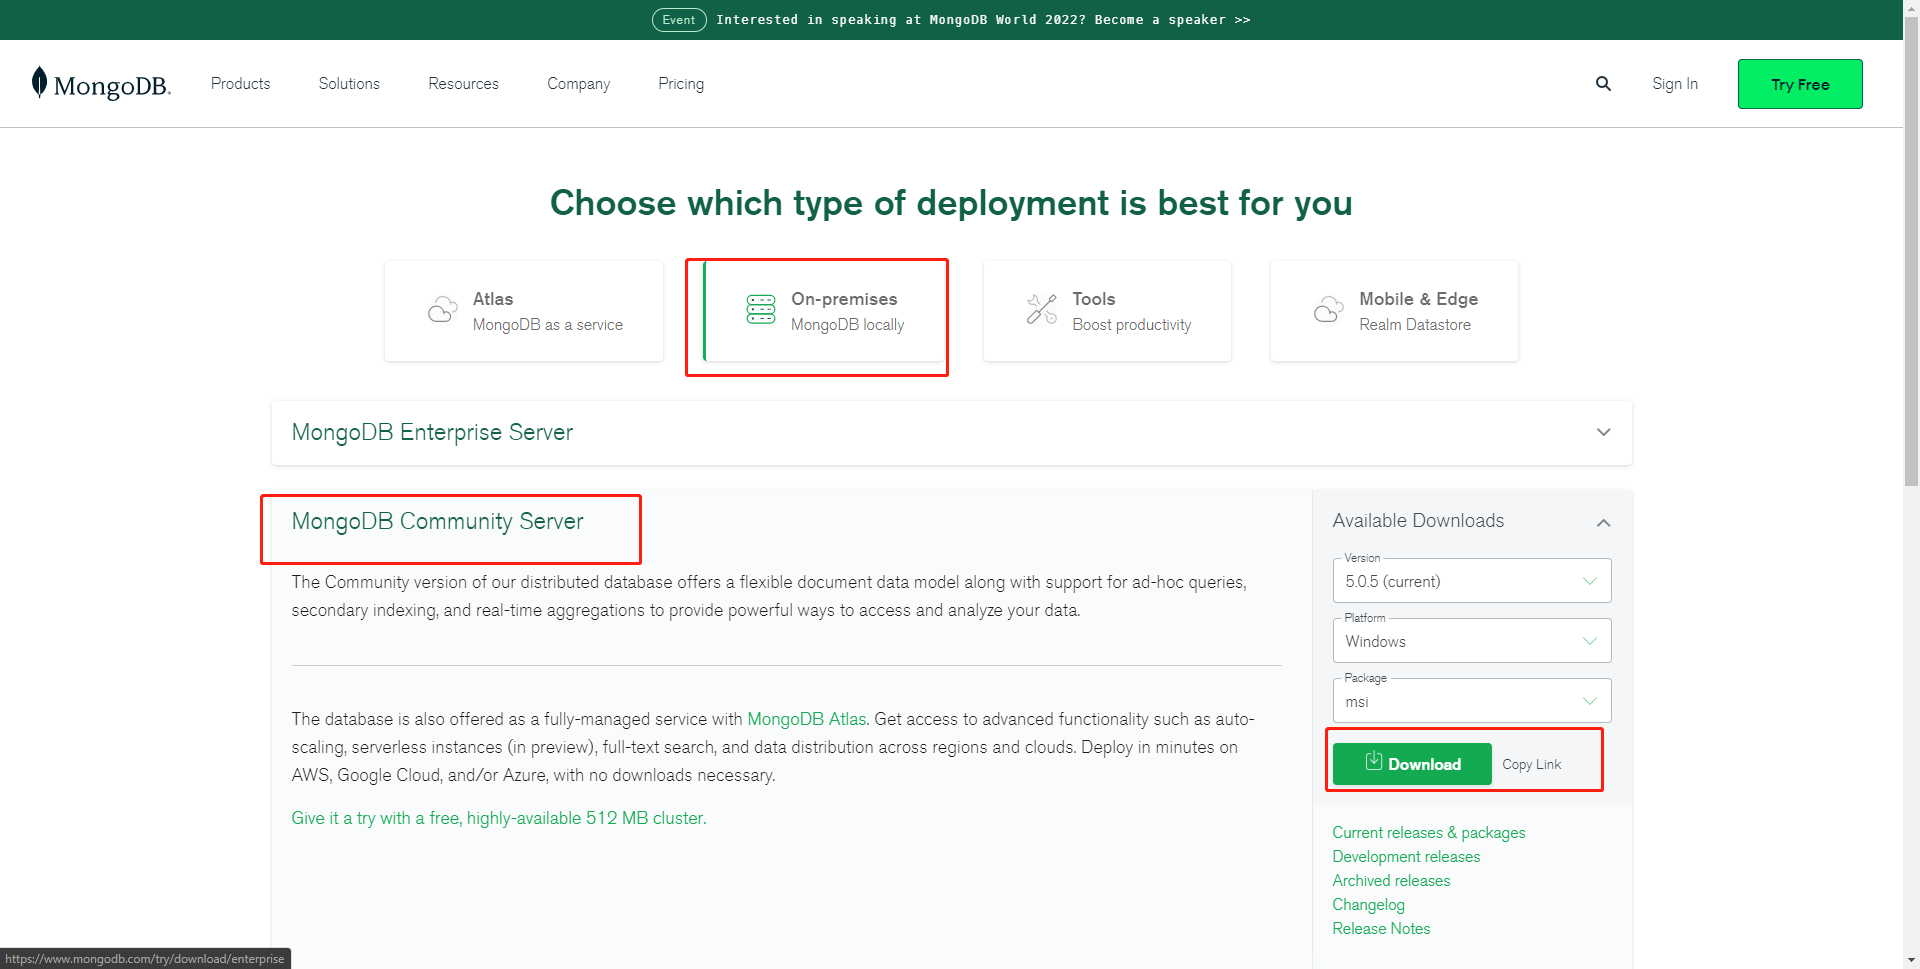 Event Interested in speaking at MongoDB World 2022? Become a speaker >>
MongoDB.
Products Solutions Resources Company Pricing Sign In Try Free
Choose which type of deployment is best for you
Atlas
MongoDB as a service
On-premises
MongoDB locally
Tools
Boost productivity
Mobile & Edge
Realm Datastore
MongoDB Enterprise Server
MongoDB Community Server
The Community version of our distributed database offers a flexible document data model along with support for ad-hoc queries,
secondary indexing, and real-time aggregations to provide powerful ways to access and analyze your data.
The database is also offered as a fully-managed service with MongoDB Atlas. Get access to advanced functionality such as auto-
scaling, serverless instances (in preview), full-text search, and data distribution across regions and clouds. Deploy in minutes on
AWS, Google Cloud, and/or Azure, with no downloads necessary.
Give it a try with a free, highly-available 512 MB cluster.
Available Downloads
Version
5.0.5 (current)
Platform
Windows
Package
msi
Download Copy Link
Current releases & packages
Development releases
Archived releases
Changelog
Release Notes
https://www.mongodb.com/try/download/enterprise